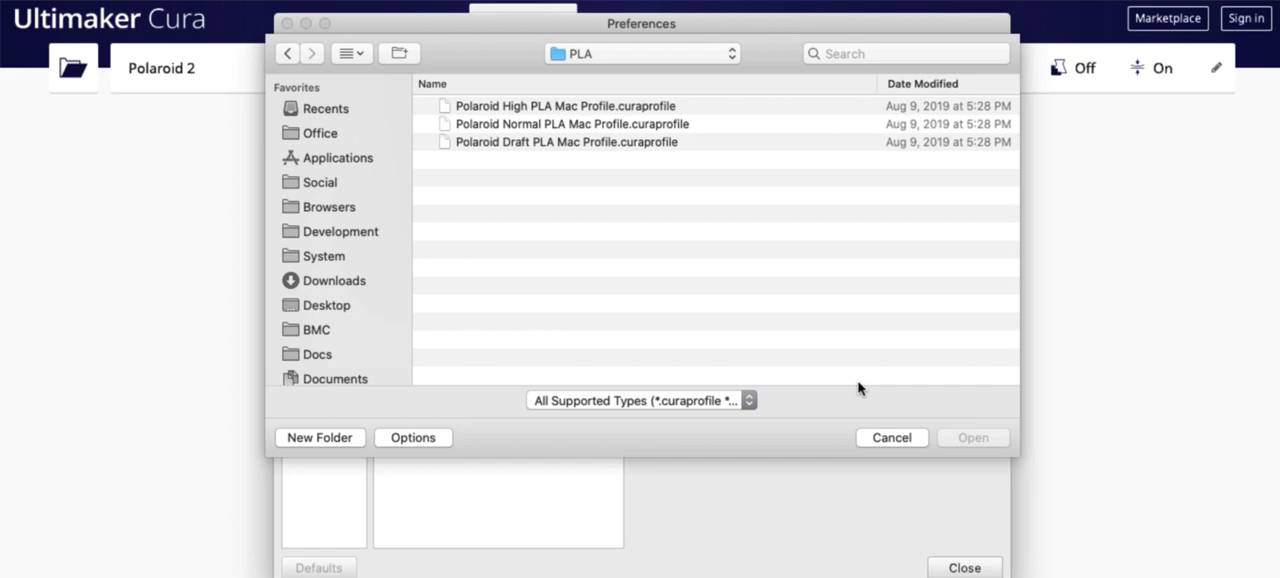 Ultimaker Cura
Preferences
Marketplace
Sign in
Polaroid 2
PLA
Search
Off
On
Favorites
Name
Date Modified
Recents
Polaroid High PLA Mac Profile.curaprofile
Aug 9, 2019 at 5:28 PM
Office
Polaroid Normal PLA Mac Profile.curaprofile
Aug 9, 2019 at 5:28 PM
Polaroid Draft PLA Mac Profile.curaprofile
Aug 9, 2019 at 5:28 PM
Applications
Social
Browsers
Development
System
Downloads
Desktop
BMC
Docs
Documents
All Supported Types (*.curaprofile *...
New Folder
Options
Cancel
Open
Defaults
Close